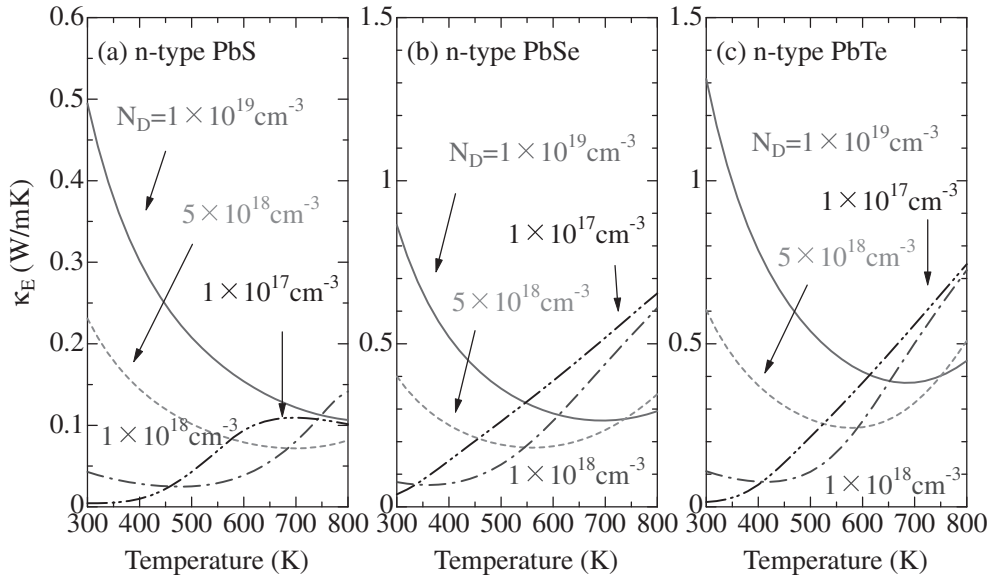 0.6
0.5
0.4
0.3
0.2
0.1
0
κ_E (W/mK)
(a) n-type PbS
N_D=1×10^19cm^-3
5×10^18cm^-3
1×10^17cm^-3
1×10^18cm^-3
300 400 500 600 700 800
Temperature (K)
1.5
1
0.5
0
(b) n-type PbSe
N_D=1×10^19cm^-3
1×10^17cm^-3
5×10^18cm^-3
1×10^18cm^-3
300 400 500 600 700 800
Temperature (K)
1.5
1
0.5
0
(c) n-type PbTe
N_D=1×10^19cm^-3
1×10^17cm^-3
5×10^18cm^-3
1×10^18cm^-3
300 400 500 600 700 800
Temperature (K)